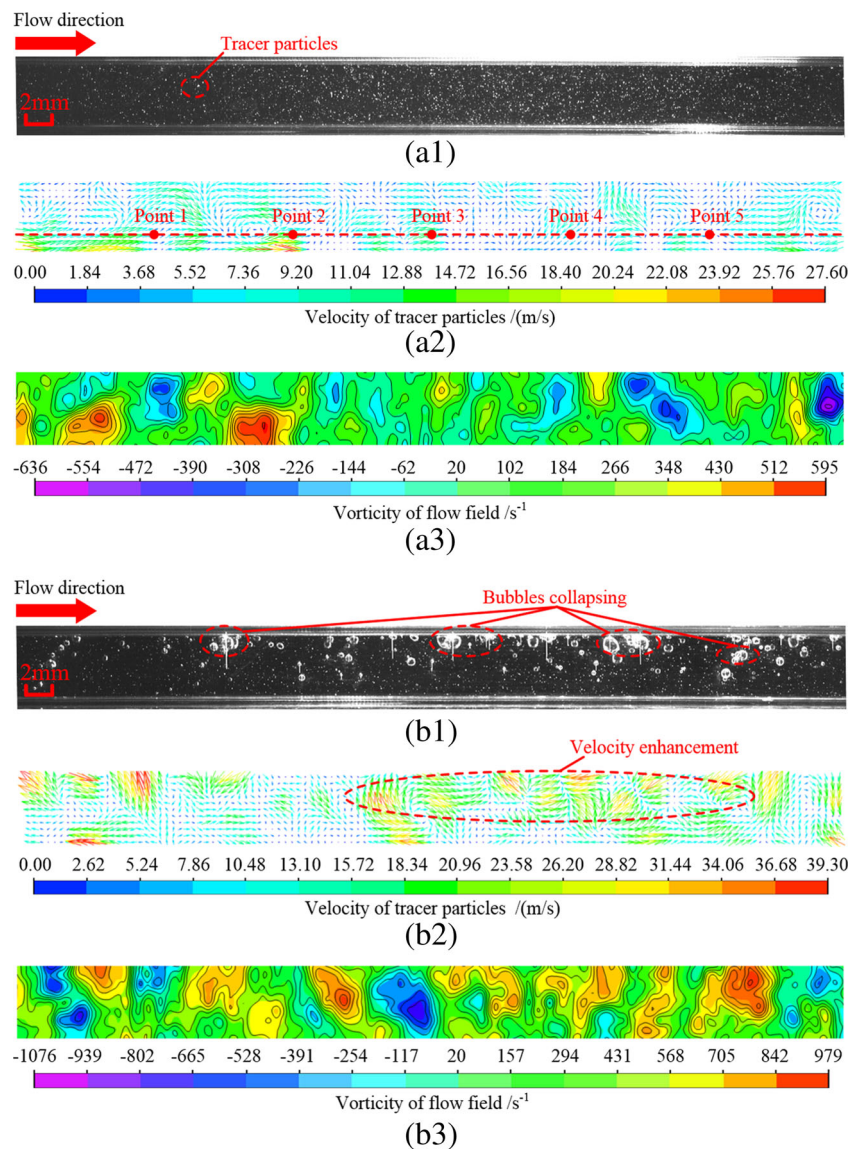 Flow direction
Tracer particles
2mm
(a1)
Point 1 Point 2 Point 3 Point 4 Point 5
0.00 1.84 3.68 5.52 7.36 9.20 11.04 12.88 14.72 16.56 18.40 20.24 22.08 23.92 25.76 27.60
Velocity of tracer particles /(m/s)
(a2)
-636 -554 -472 -390 -308 -226 -144 -62 20 102 184 266 348 430 512 595
Vorticity of flow field /s⁻¹
(a3)
Flow direction
Bubbles collapsing
2mm
(b1)
Velocity enhancement
0.00 2.62 5.24 7.86 10.48 13.10 15.72 18.34 20.96 23.58 26.20 28.82 31.44 34.06 36.68 39.30
Velocity of tracer particles /(m/s)
(b2)
-1076 -939 -802 -665 -528 -391 -254 -117 20 157 294 431 568 705 842 979
Vorticity of flow field /s⁻¹
(b3)